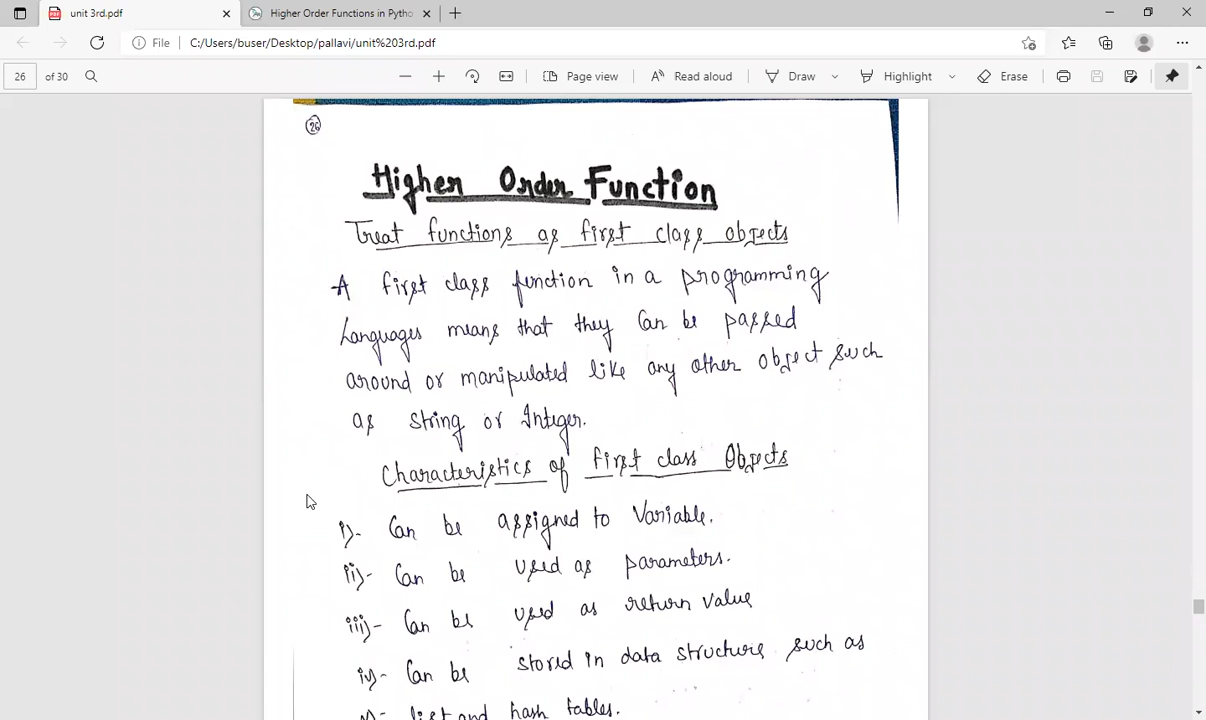 unit 3rd.pdf
Higher Order Functions in Pytho
File C:/Users/buser/Desktop/pallavi/unit%203rd.pdf
26 of 30 Page view Read aloud Draw Highlight Erase
26
Higher Order Function
Treat functions as first class objects
A first class function in a programming
Languages means that they Can be passed
around or manipulated like any other object such
as string or Integer.
Characteristics of first class Objects
i)- Can be assigned to Variable.
ii)- Can be used as parameters.
iii)- Can be used as return value
iv)- Can be stored in data structure such as
v)- list and hash tables.